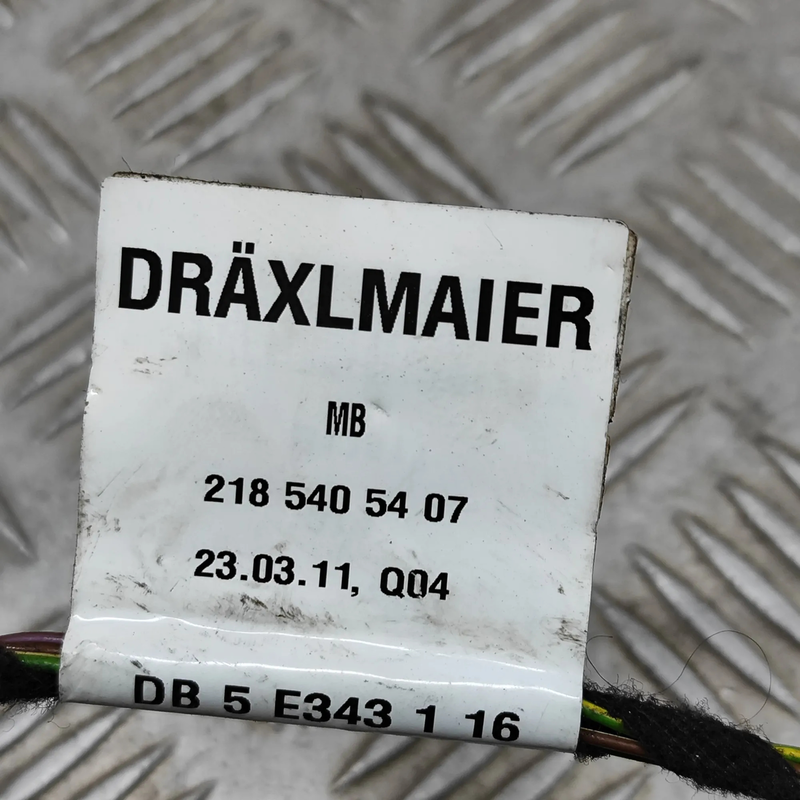 DRÄXLMAIER
MB
218 540 54 07
23.03.11, Q04
DB 5 E343 1 16